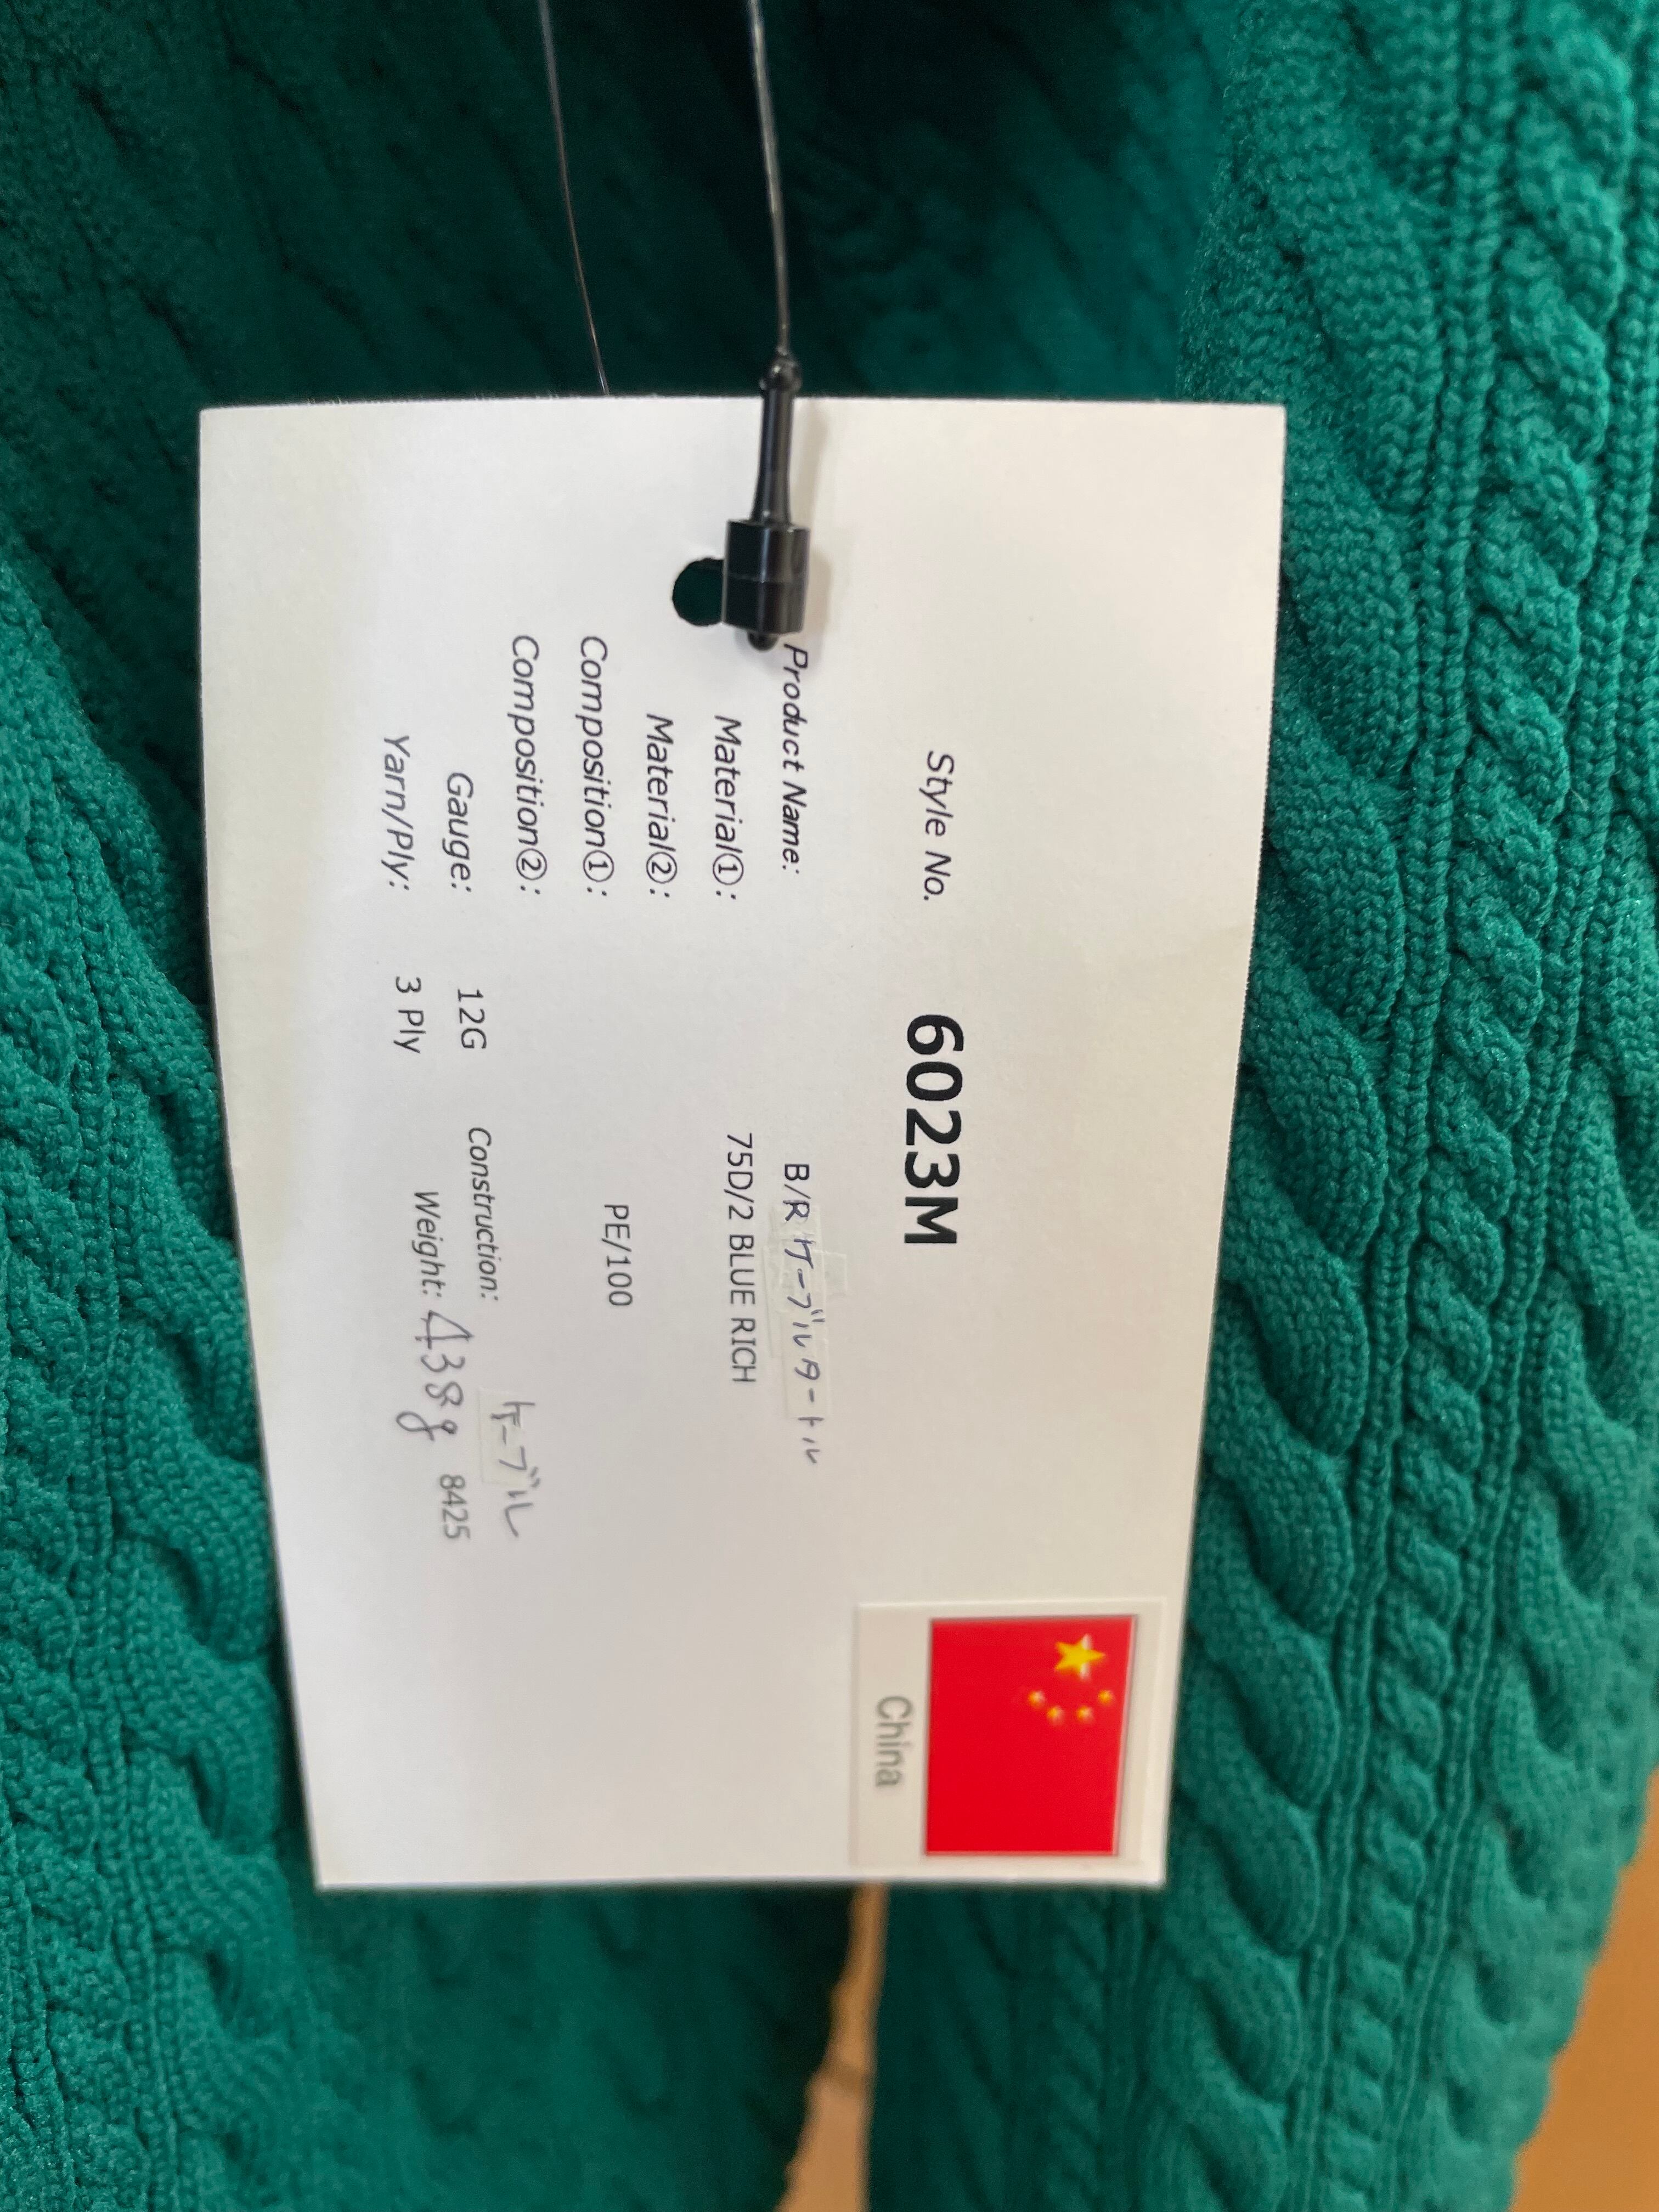 China
Style No. 6023M
Product Name: B/R ケーブルタートル
Material①: 75D/2 BLUE RICH
Material②:
Composition①: PE/100
Composition②:
Gauge: 12G Construction: ケーブル
Yarn/Ply: 3 Ply Weight: 438g 8425